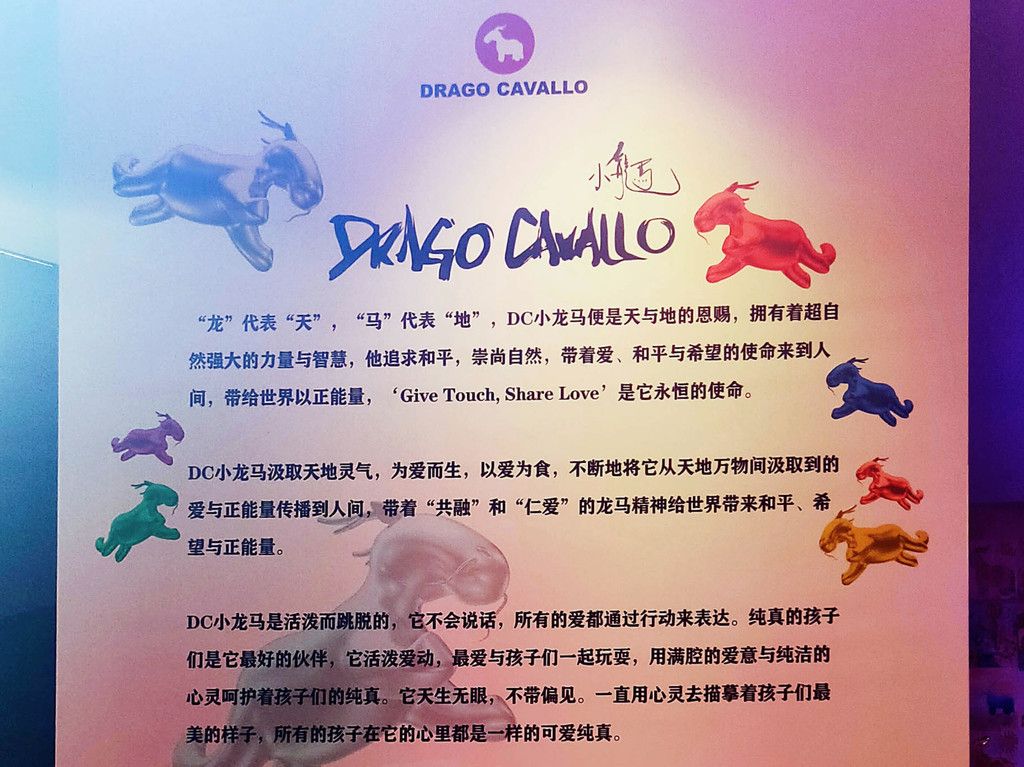 DRAGO CAVALLO
小龍馬
DRAGO CAVALLO
“龙”代表“天”，“马”代表“地”，DC小龙马便是天与地的恩赐，拥有着超自
然强大的力量与智慧，他追求和平，崇尚自然，带着爱、和平与希望的使命来到人
间，带给世界以正能量，‘Give Touch, Share Love’是它永恒的使命。
DC小龙马汲取天地灵气，为爱而生，以爱为食，不断地将它从天地万物间汲取到的
爱与正能量传播到人间，带着“共融”和“仁爱”的龙马精神给世界带来和平、希
望与正能量。
DC小龙马是活泼而跳脱的，它不会说话，所有的爱都通过行动来表达。纯真的孩子
们是它最好的伙伴，它活泼爱动，最爱与孩子们一起玩耍，用满腔的爱意与纯洁的
心灵呵护着孩子们的纯真。它天生无眼，不带偏见。一直用心灵去描摹着孩子们最
美的样子，所有的孩子在它的心里都是一样的可爱纯真。